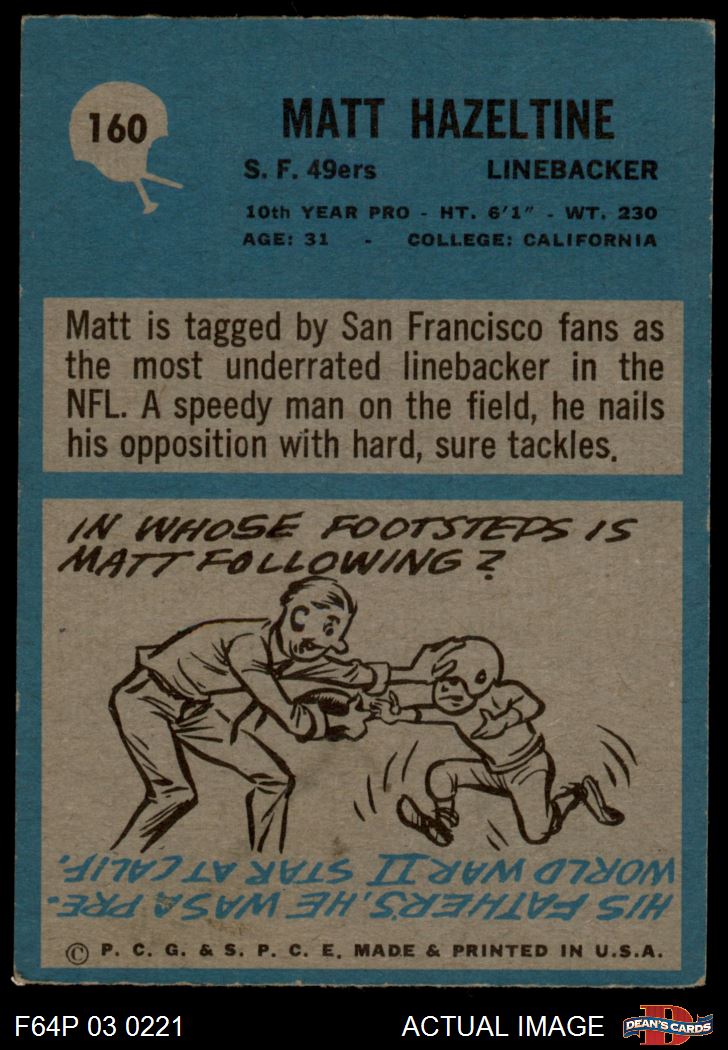 160
MATT HAZELTINE
S. F. 49ers LINEBACKER
10th YEAR PRO - HT. 6'1" - WT. 230
AGE: 31 - COLLEGE: CALIFORNIA
Matt is tagged by San Francisco fans as
the most underrated linebacker in the
NFL. A speedy man on the field, he nails
his opposition with hard, sure tackles.
IN WHOSE FOOTSTEPS IS
MATT FOLLOWING?
HIS FATHER'S, HE WAS A PRE-
WORLD WAR II STAR AT CALIF.
© P. C. G. & S. P. C. E. MADE & PRINTED IN U.S.A.
F64P 03 0221 ACTUAL IMAGE
D
DEAN'S CARDS